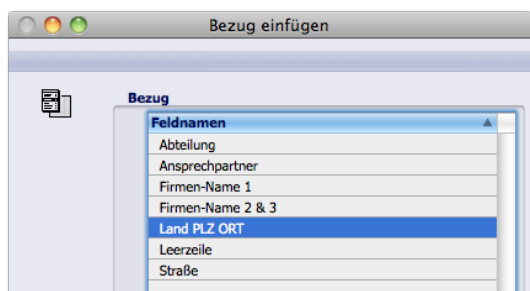 Bezug einfügen
Bezug
Feldnamen
Abteilung
Ansprechpartner
Firmen-Name 1
Firmen-Name 2 & 3
Land PLZ ORT
Leerzeile
Straße